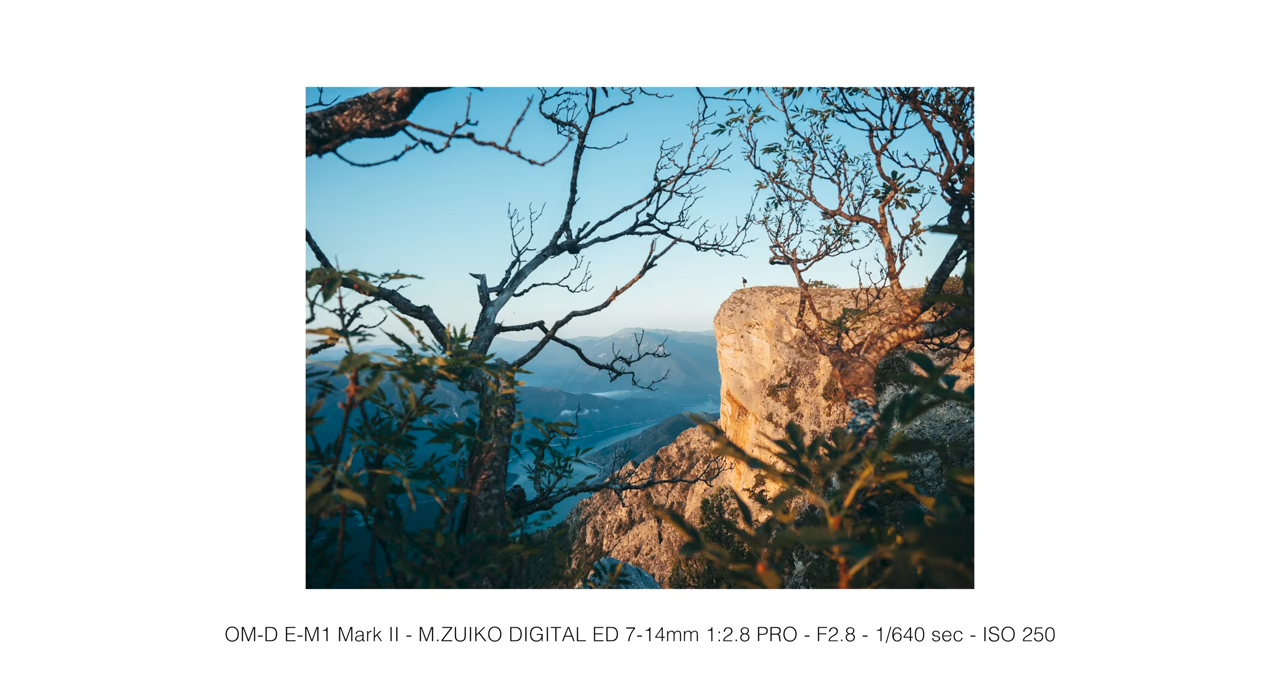 OM-D E-M1 Mark II - M.ZUIKO DIGITAL ED 7-14mm 1:2.8 PRO - F2.8 - 1/640 sec - ISO 250